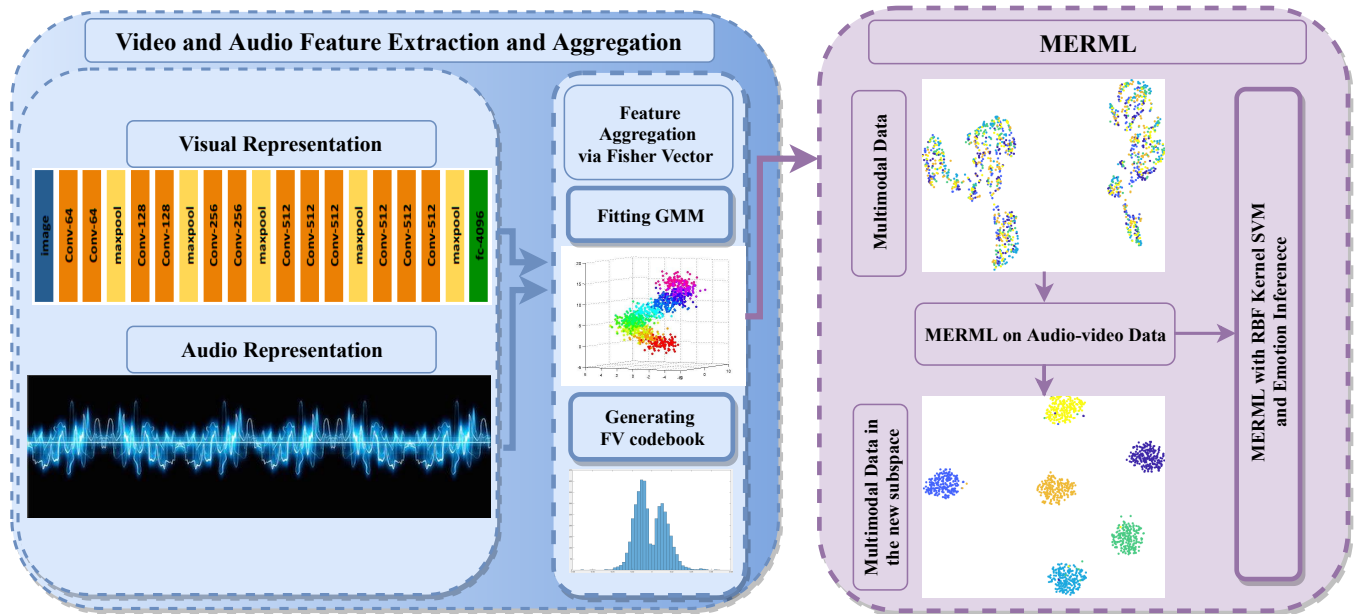 Video and Audio Feature Extraction and Aggregation
Visual Representation
image
Conv-64
Conv-64
maxpool
Conv-128
Conv-128
maxpool
Conv-256
Conv-256
maxpool
Conv-512
Conv-512
Conv-512
maxpool
Conv-512
Conv-512
Conv-512
maxpool
fc-4096
Audio Representation
Feature
Aggregation
via Fisher Vector
Fitting GMM
Generating
FV codebook
MERML
Multimodal Data
MERML on Audio-video Data
Multimodal Data in
the new subspace
MERML with RBF Kernel SVM
and Emotion Inference